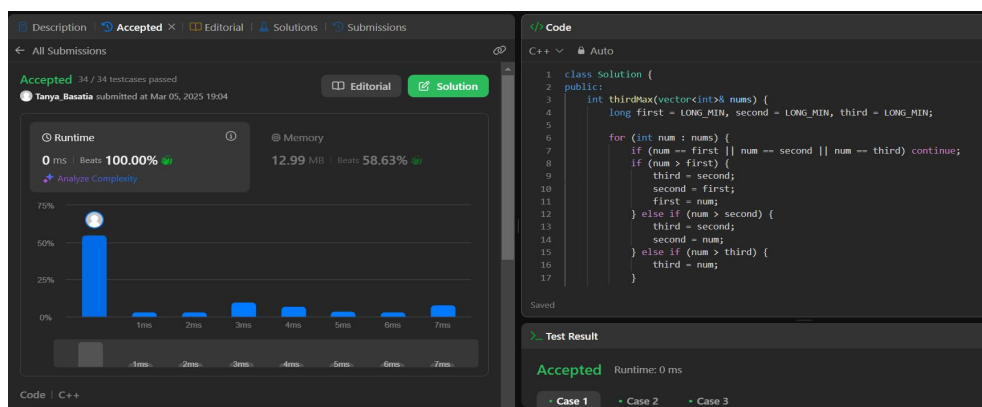 Description
Accepted ×
Editorial
Solutions
Submissions
← All Submissions
Accepted 34 / 34 testcases passed
Tanya_Basatia submitted at Mar 05, 2025 19:04
Editorial
Solution
Runtime
0 ms | Beats 100.00%
Analyze Complexity
Memory
12.99 MB | Beats 58.63%
75%
50%
25%
0%
1ms 2ms 3ms 4ms 5ms 6ms 7ms
1ms 2ms 3ms 4ms 5ms 6ms 7ms
Code | C++
</> Code
C++ Auto
1 class Solution {
2 public:
3 int thirdMax(vector<int>& nums) {
4 long first = LONG_MIN, second = LONG_MIN, third = LONG_MIN;
5
6 for (int num : nums) {
7 if (num == first || num == second || num == third) continue;
8 if (num > first) {
9 third = second;
10 second = first;
11 first = num;
12 } else if (num > second) {
13 third = second;
14 second = num;
15 } else if (num > third) {
16 third = num;
17 }
Saved
>_ Test Result
Accepted Runtime: 0 ms
• Case 1 • Case 2 • Case 3